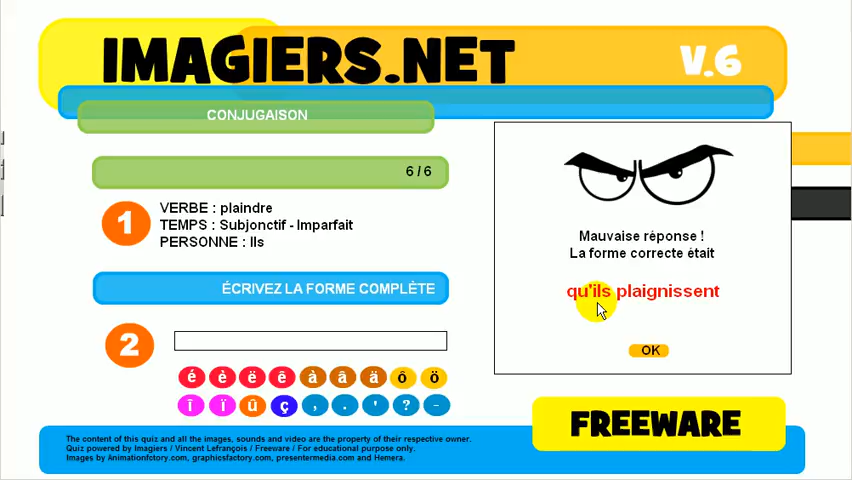 IMAGIERS.NET
V.6
CONJUGAISON
6 / 6
1
VERBE : plaindre
TEMPS : Subjonctif - Imparfait
PERSONNE : Ils
ÉCRIVEZ LA FORME COMPLÈTE
2
é è ë ê à â ä ô ö
î ï û ç , . ' ? -
Mauvaise réponse !
La forme correcte était
qu'ils plaignissent
OK
FREEWARE
The content of this quiz and all the images, sounds and video are the property of their respective owner.
Quiz powered by Imagiers / Vincent Lefrançois / Freeware / For educational purpose only.
Images by Animationfctory.com, graphicsfactory.com, presentermedia.com and Hemera.